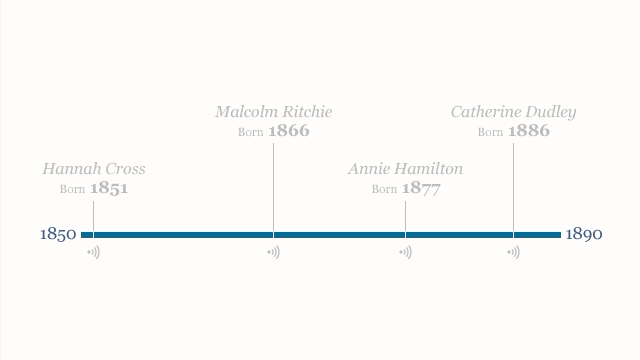 Malcolm Ritchie
Born 1866
Catherine Dudley
Born 1886
Hannah Cross
Born 1851
Annie Hamilton
Born 1877
1850
1890